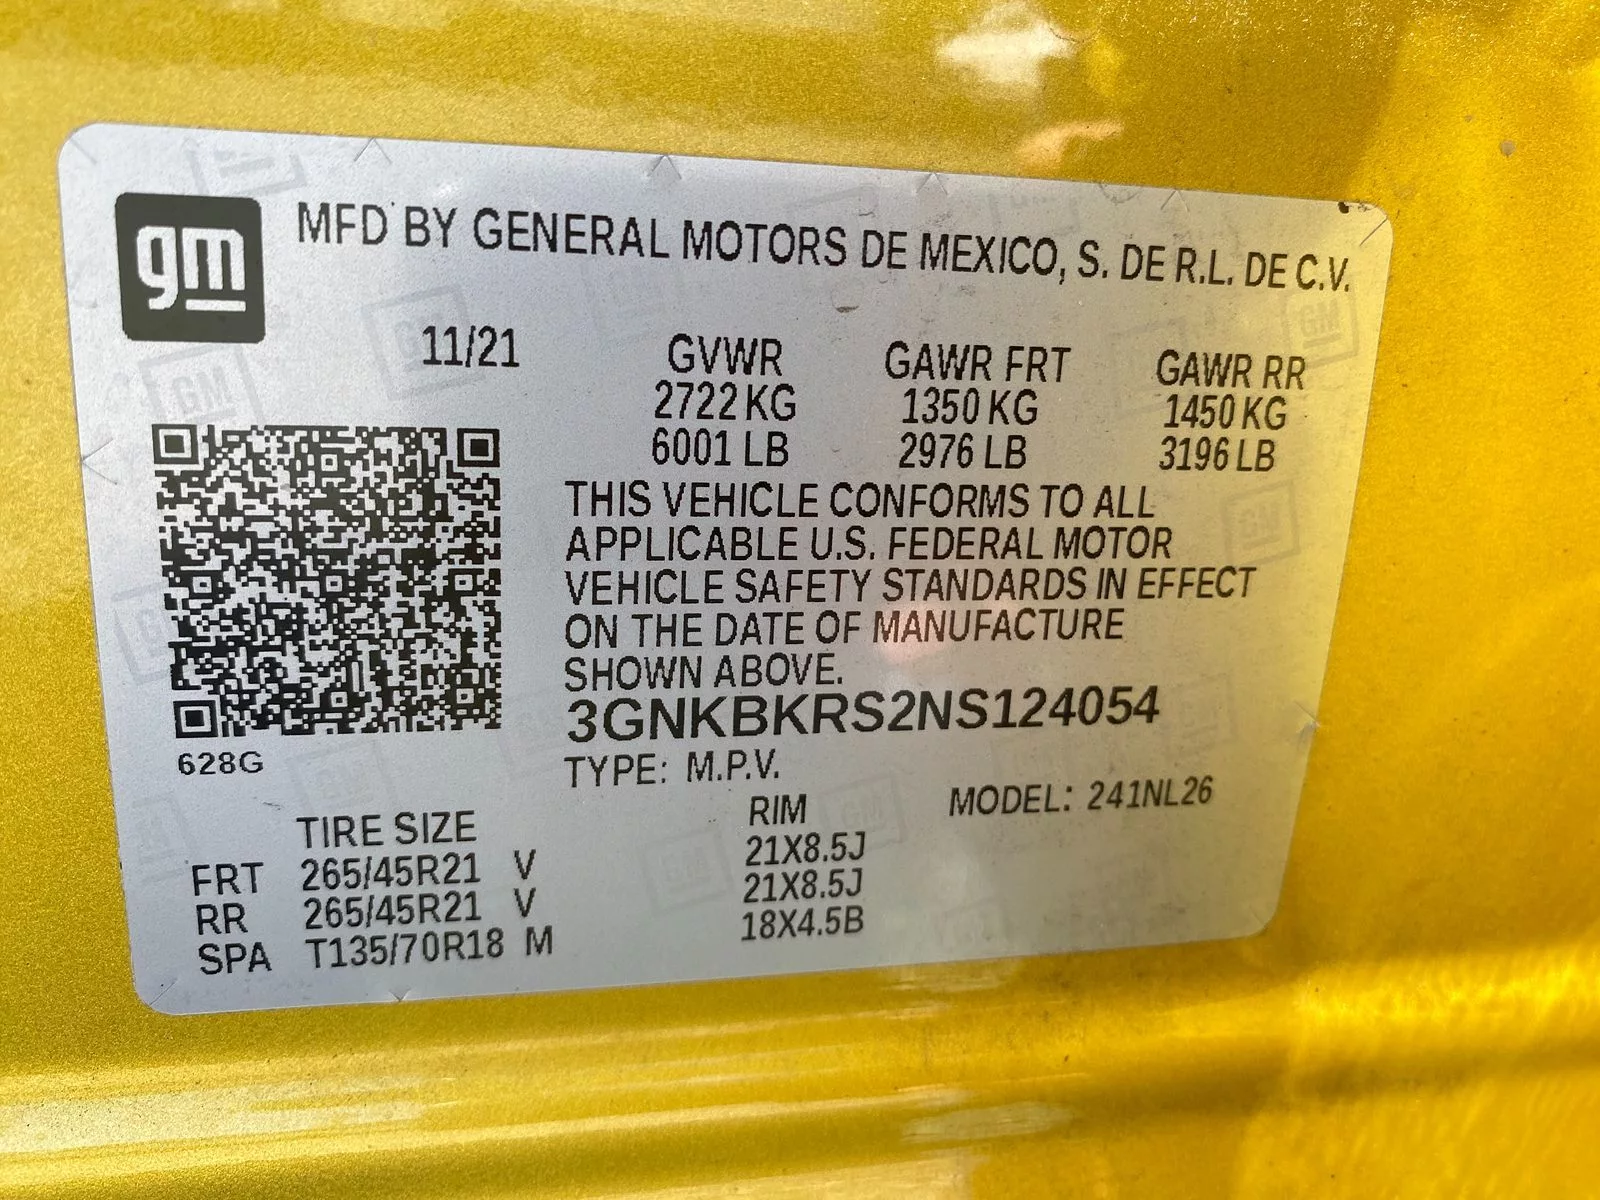 gm
MFD BY GENERAL MOTORS DE MEXICO, S. DE R.L. DE C.V.
11/21 GVWR GAWR FRT GAWR RR
2722 KG 1350 KG 1450 KG
6001 LB 2976 LB 3196 LB
THIS VEHICLE CONFORMS TO ALL
APPLICABLE U.S. FEDERAL MOTOR
VEHICLE SAFETY STANDARDS IN EFFECT
ON THE DATE OF MANUFACTURE
SHOWN ABOVE.
3GNKBKRS2NS124054
628G
TYPE: M.P.V.
MODEL: 241NL26
TIRE SIZE RIM
FRT 265/45R21 V 21X8.5J
RR 265/45R21 V 21X8.5J
SPA T135/70R18 M 18X4.5B